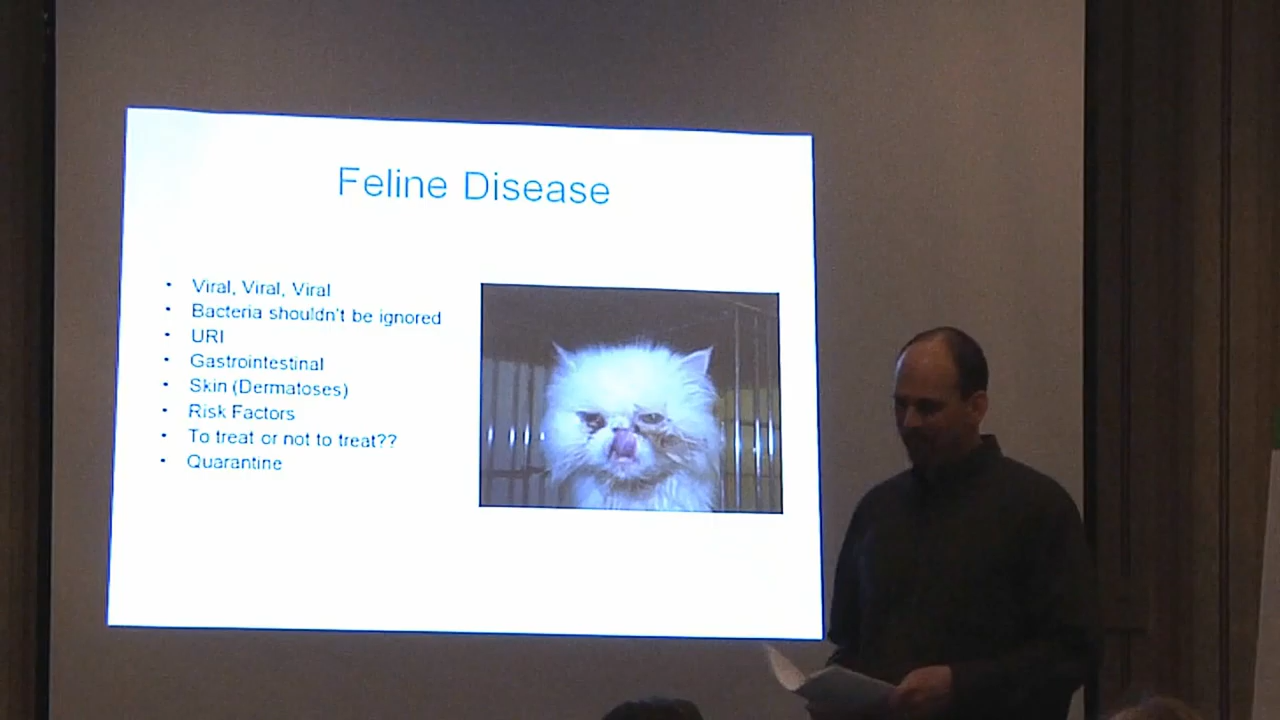 Feline Disease
• Viral, Viral, Viral
• Bacteria shouldn't be ignored
• URI
• Gastrointestinal
• Skin (Dermatoses)
• Risk Factors
• To treat or not to treat??
• Quarantine